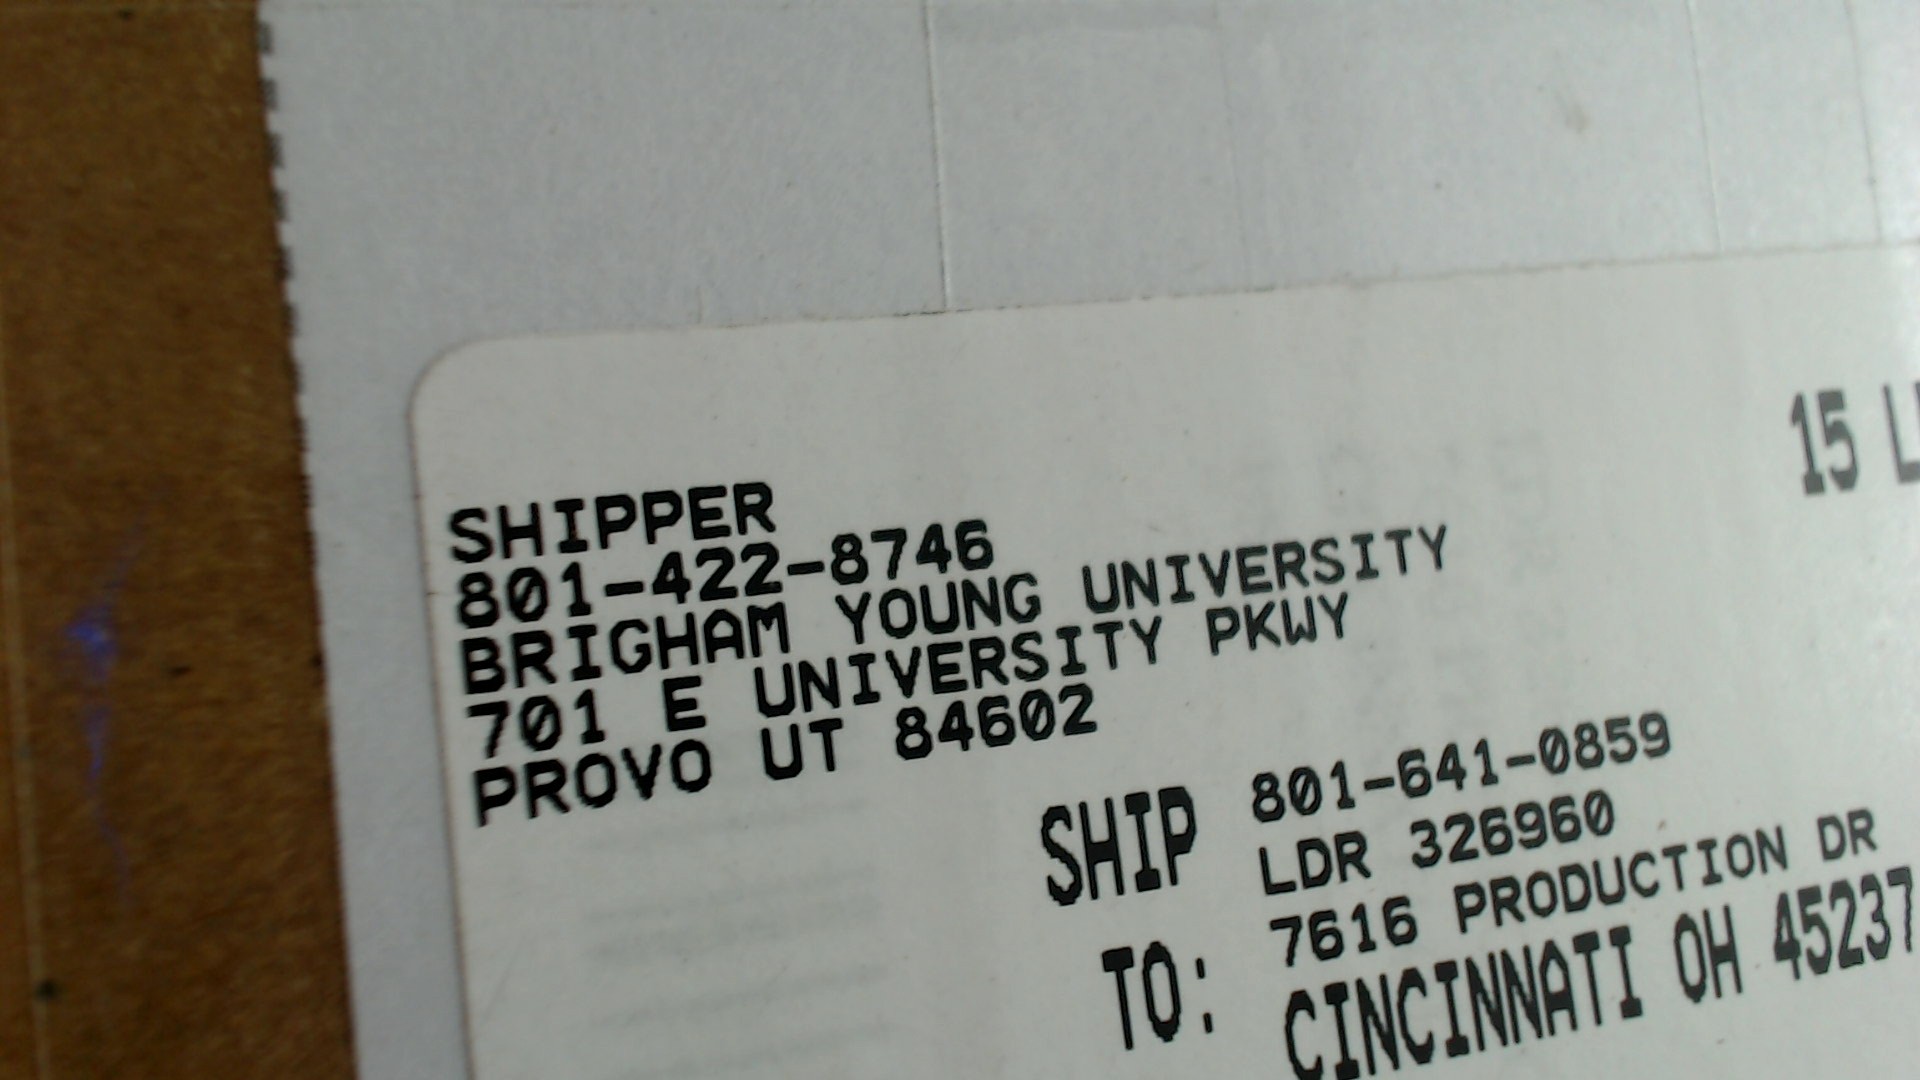 15 L
SHIPPER
801-422-8746
BRIGHAM YOUNG UNIVERSITY
701 E UNIVERSITY PKWY
PROVO UT 84602
SHIP
TO:
801-641-0859
LDR 326960
7616 PRODUCTION DR
CINCINNATI OH 45237